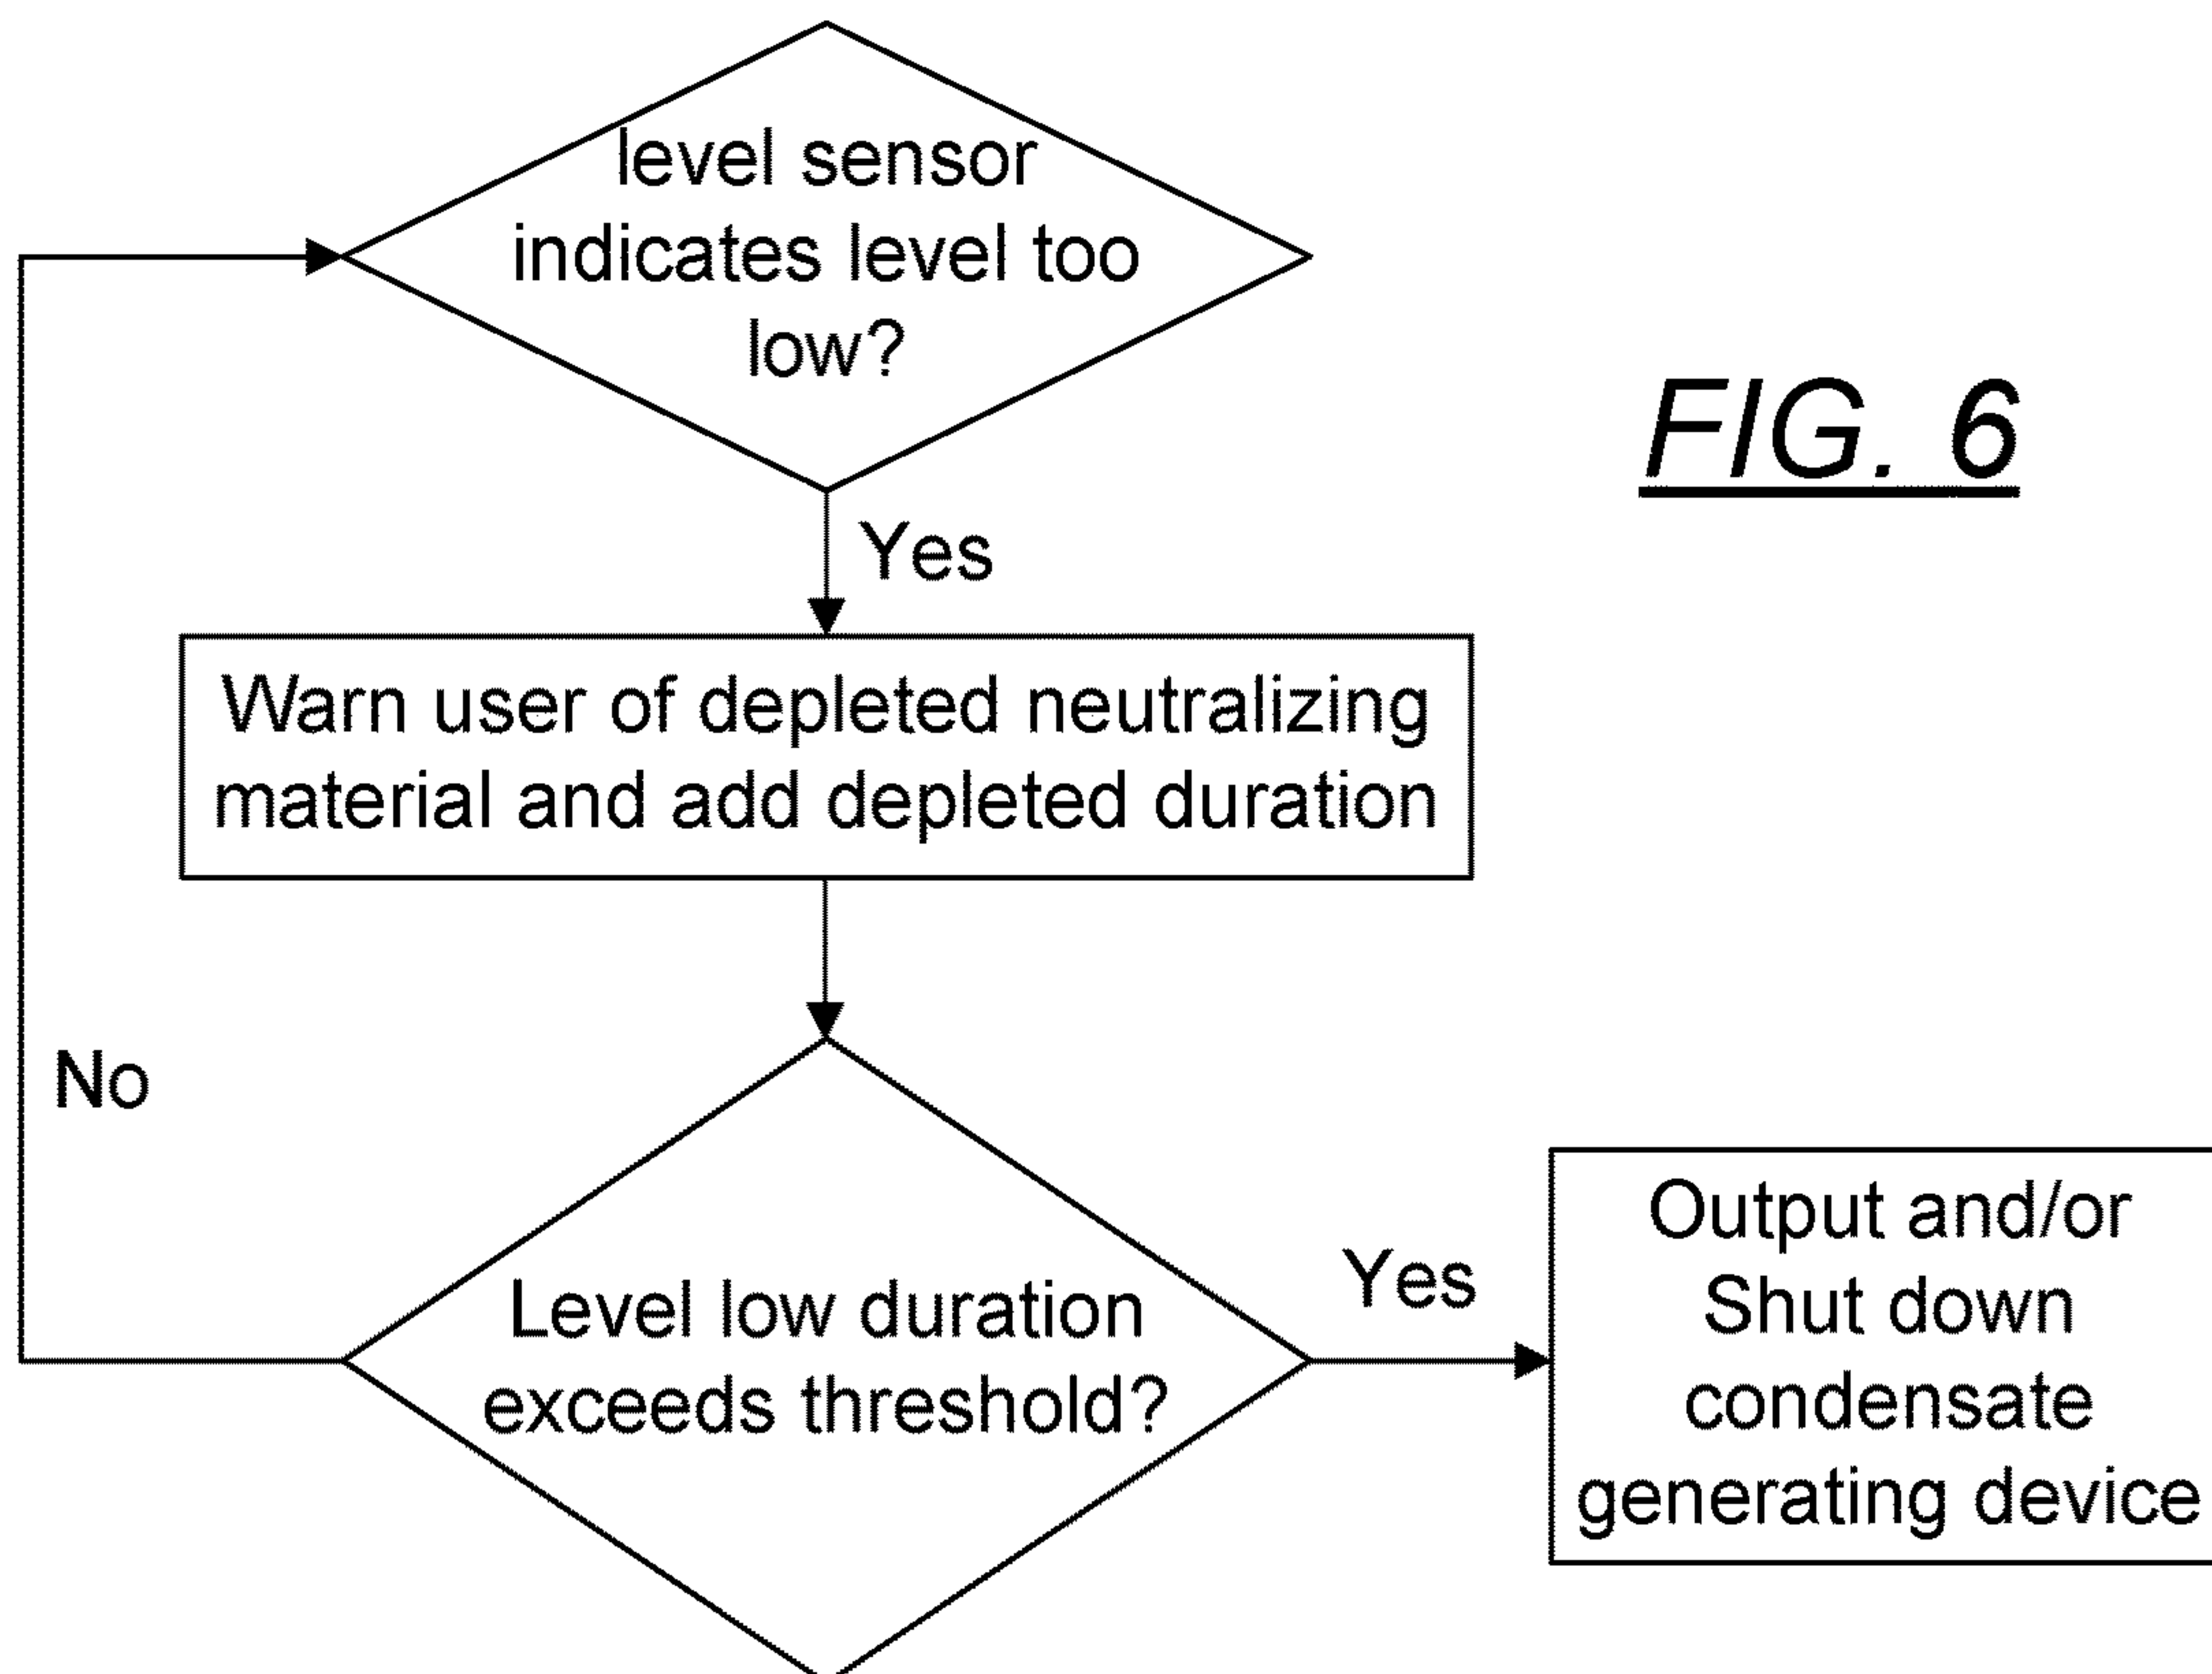 level sensor
indicates level too
low?
FIG. 6
Yes
Warn user of depleted neutralizing
material and add depleted duration
No
Level low duration
exceeds threshold?
Yes
Output and/or
Shut down
condensate
generating device